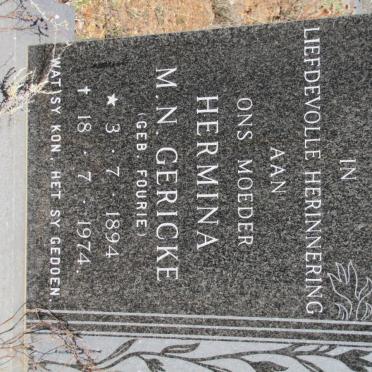 IN
LIEFDEVOLLE HERINNERING
AAN
ONS MOEDER
HERMINA
M N. GERICKE
(GEB. FOURIE)
★ 3 · 7 · 1894
✝ 18 · 7 · 1974.
WAT SY KON, HET SY GEDOEN.